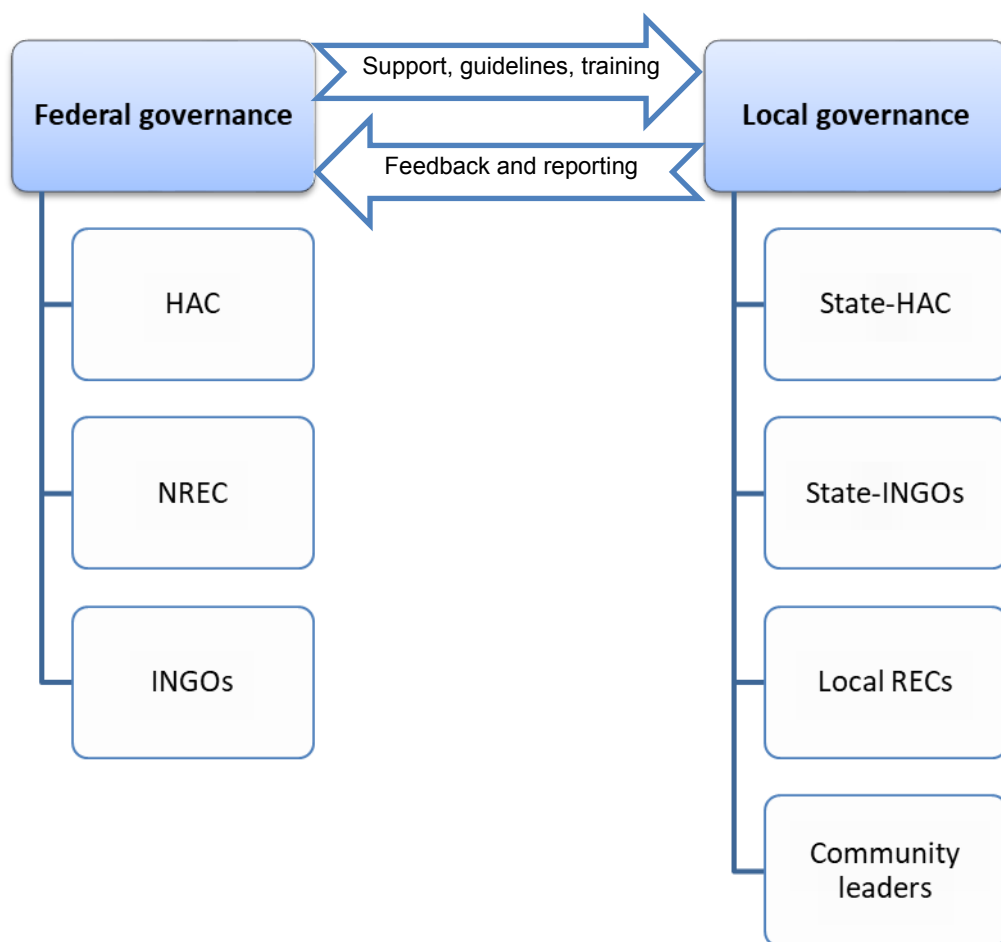 Federal governance
Support, guidelines, training
Feedback and reporting
Local governance
HAC
NREC
INGOs
State-HAC
State-INGOs
Local RECs
Community
leaders